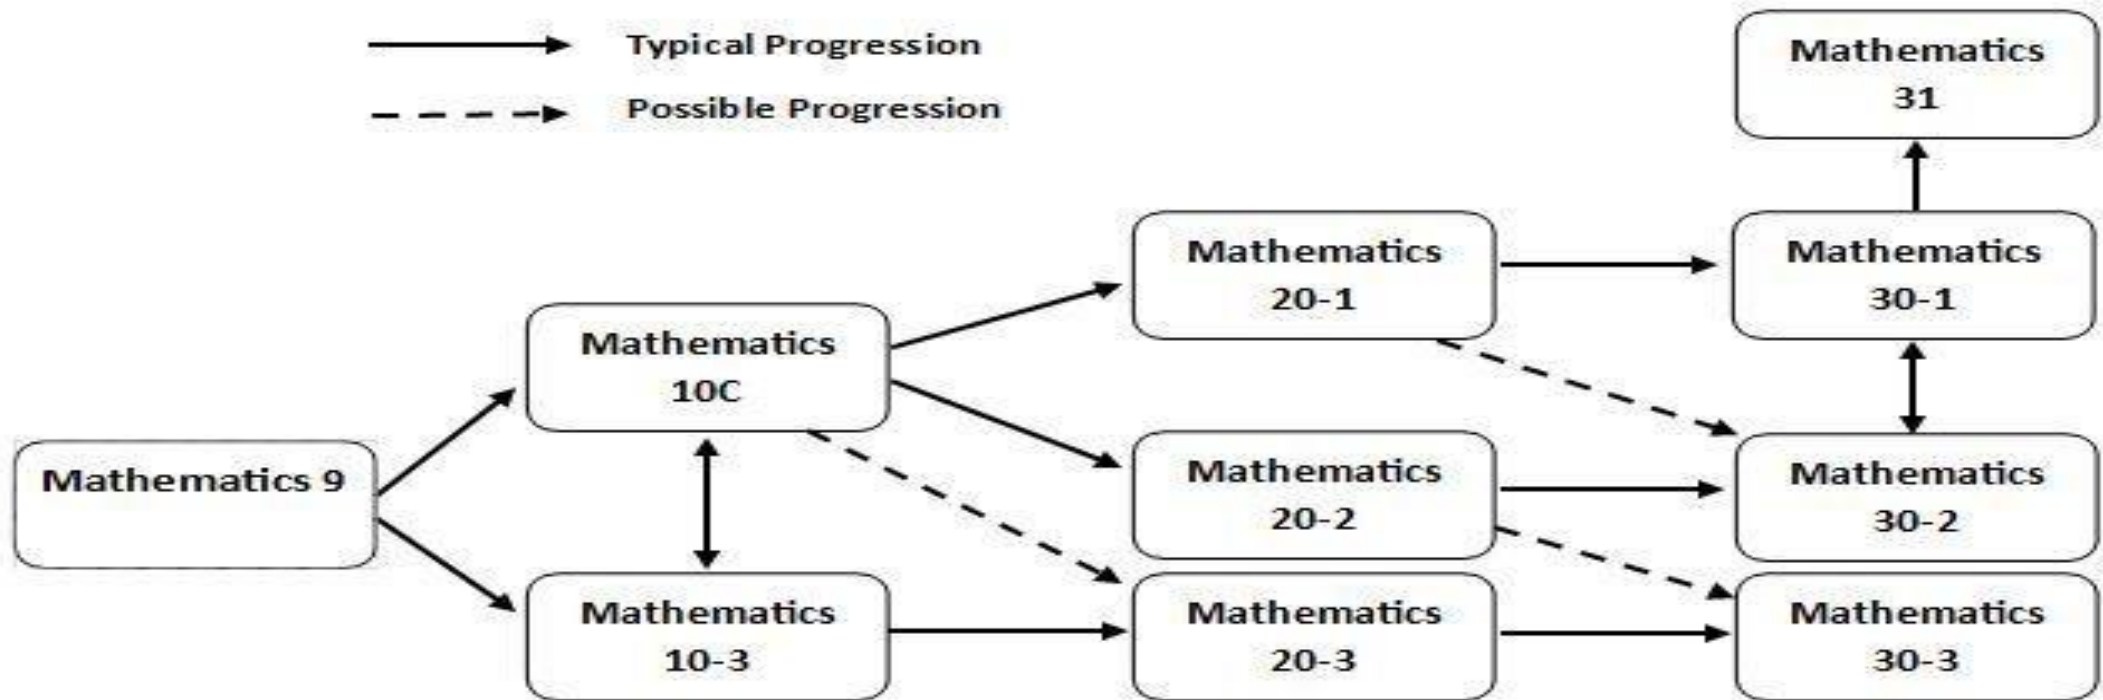 Typical Progression
Possible Progression
Mathematics
31
Mathematics
20-1
Mathematics
30-1
Mathematics
10C
Mathematics 9
Mathematics
20-2
Mathematics
30-2
Mathematics
10-3
Mathematics
20-3
Mathematics
30-3